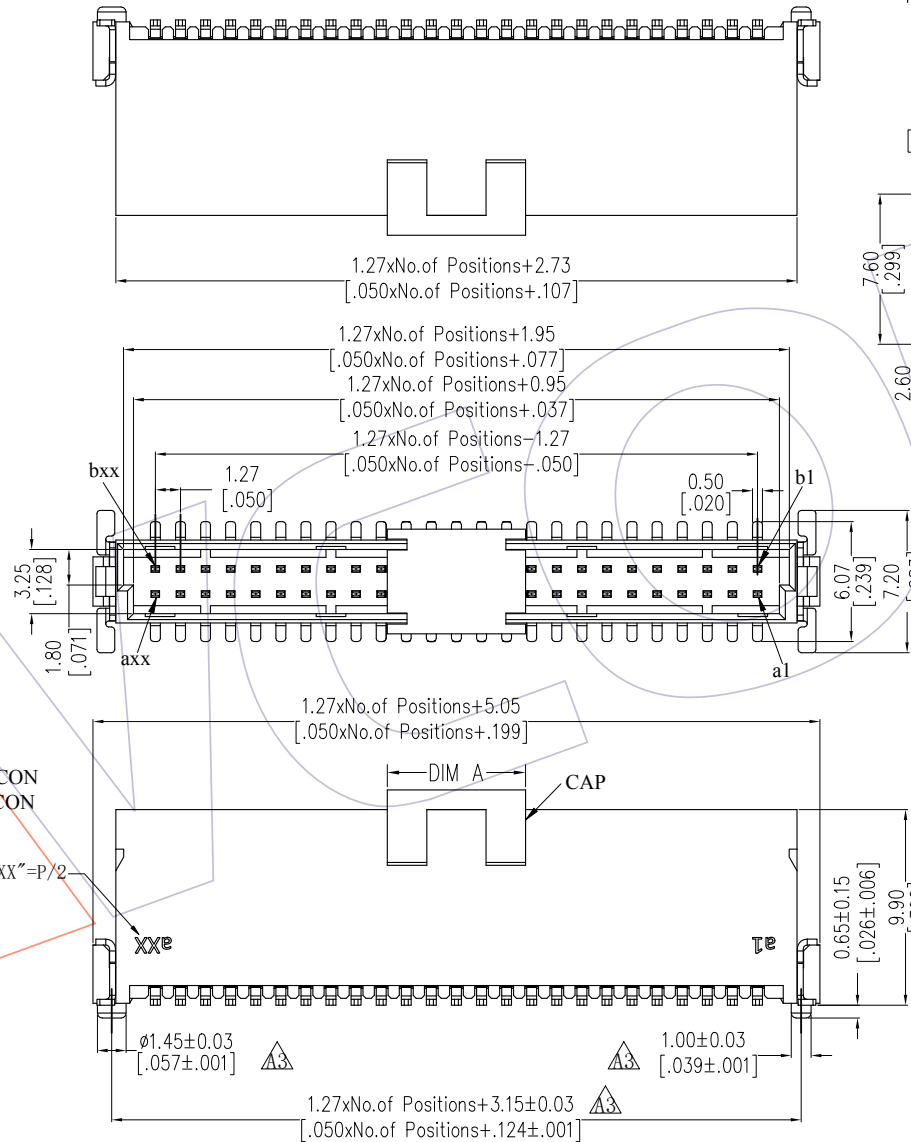 1.27xNo.of Positions+2.73
[.050xNo.of Positions+.107]
7.60
[.299]
1.27xNo.of Positions+1.95
[.050xNo.of Positions+.077]
2.60
1.27xNo.of Positions+0.95
[.050xNo.of Positions+.037]
1.27xNo.of Positions-1.27
[.050xNo.of Positions-.050]
bxx
1.27
[.050]
0.50
[.020]
b1
3.25
[.128]
6.07
[.239]
7.20
1.80
[.071]
axx
a1
1.27xNo.of Positions+5.05
[.050xNo.of Positions+.199]
DIM A
CAP
CON
CON
XX"=P/2
aXX
a1
0.65±0.15
[.026±.006]
9.90
ø1.45±0.03
[.057±.001]
A3
A3
1.00±0.03
[.039±.001]
1.27xNo.of Positions+3.15±0.03
A3
[.050xNo.of Positions+.124±.001]